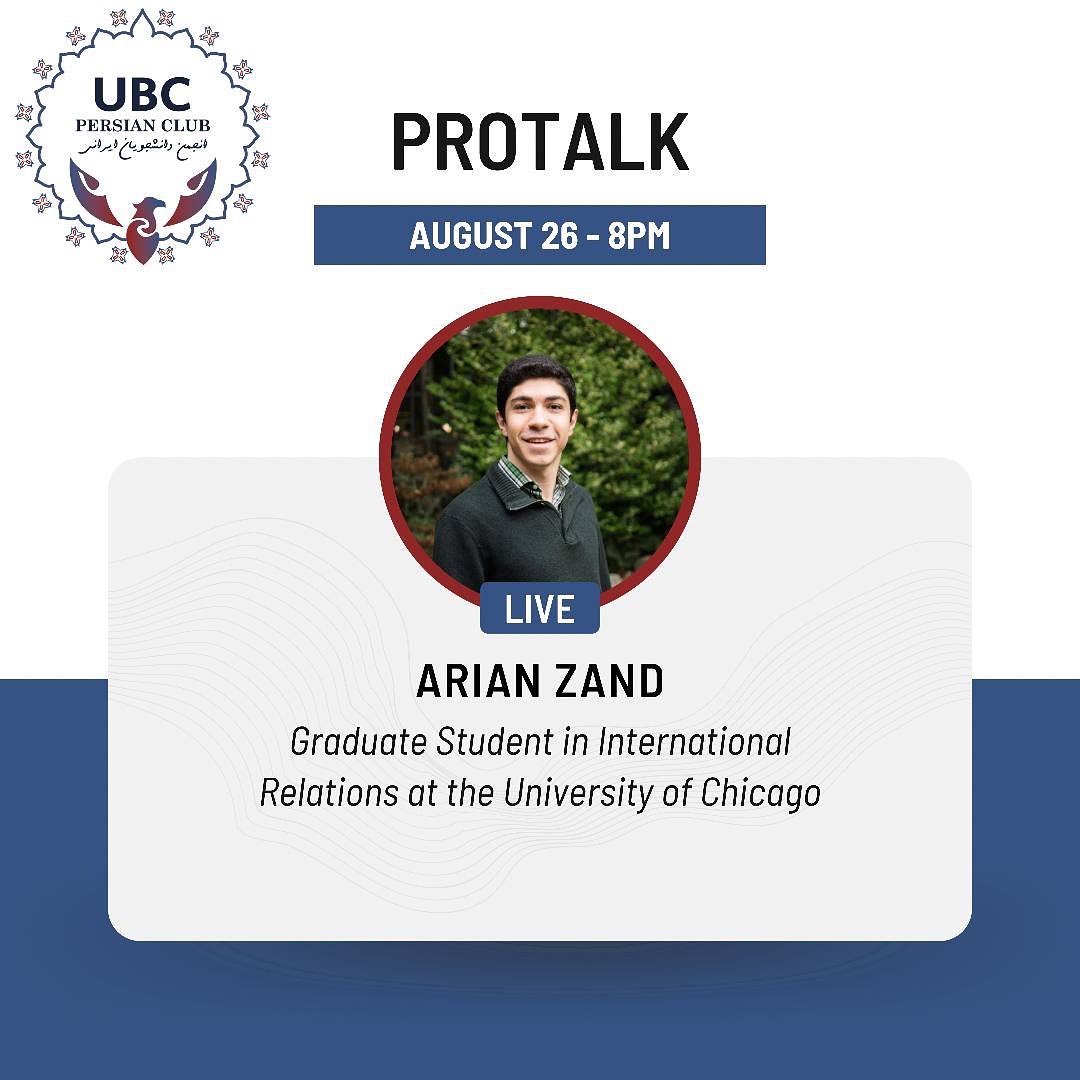 UBC
PERSIAN CLUB
انجمن دانشجویان ایرانی
PROTALK
AUGUST 26 - 8PM
LIVE
ARIAN ZAND
Graduate Student in International
Relations at the University of Chicago